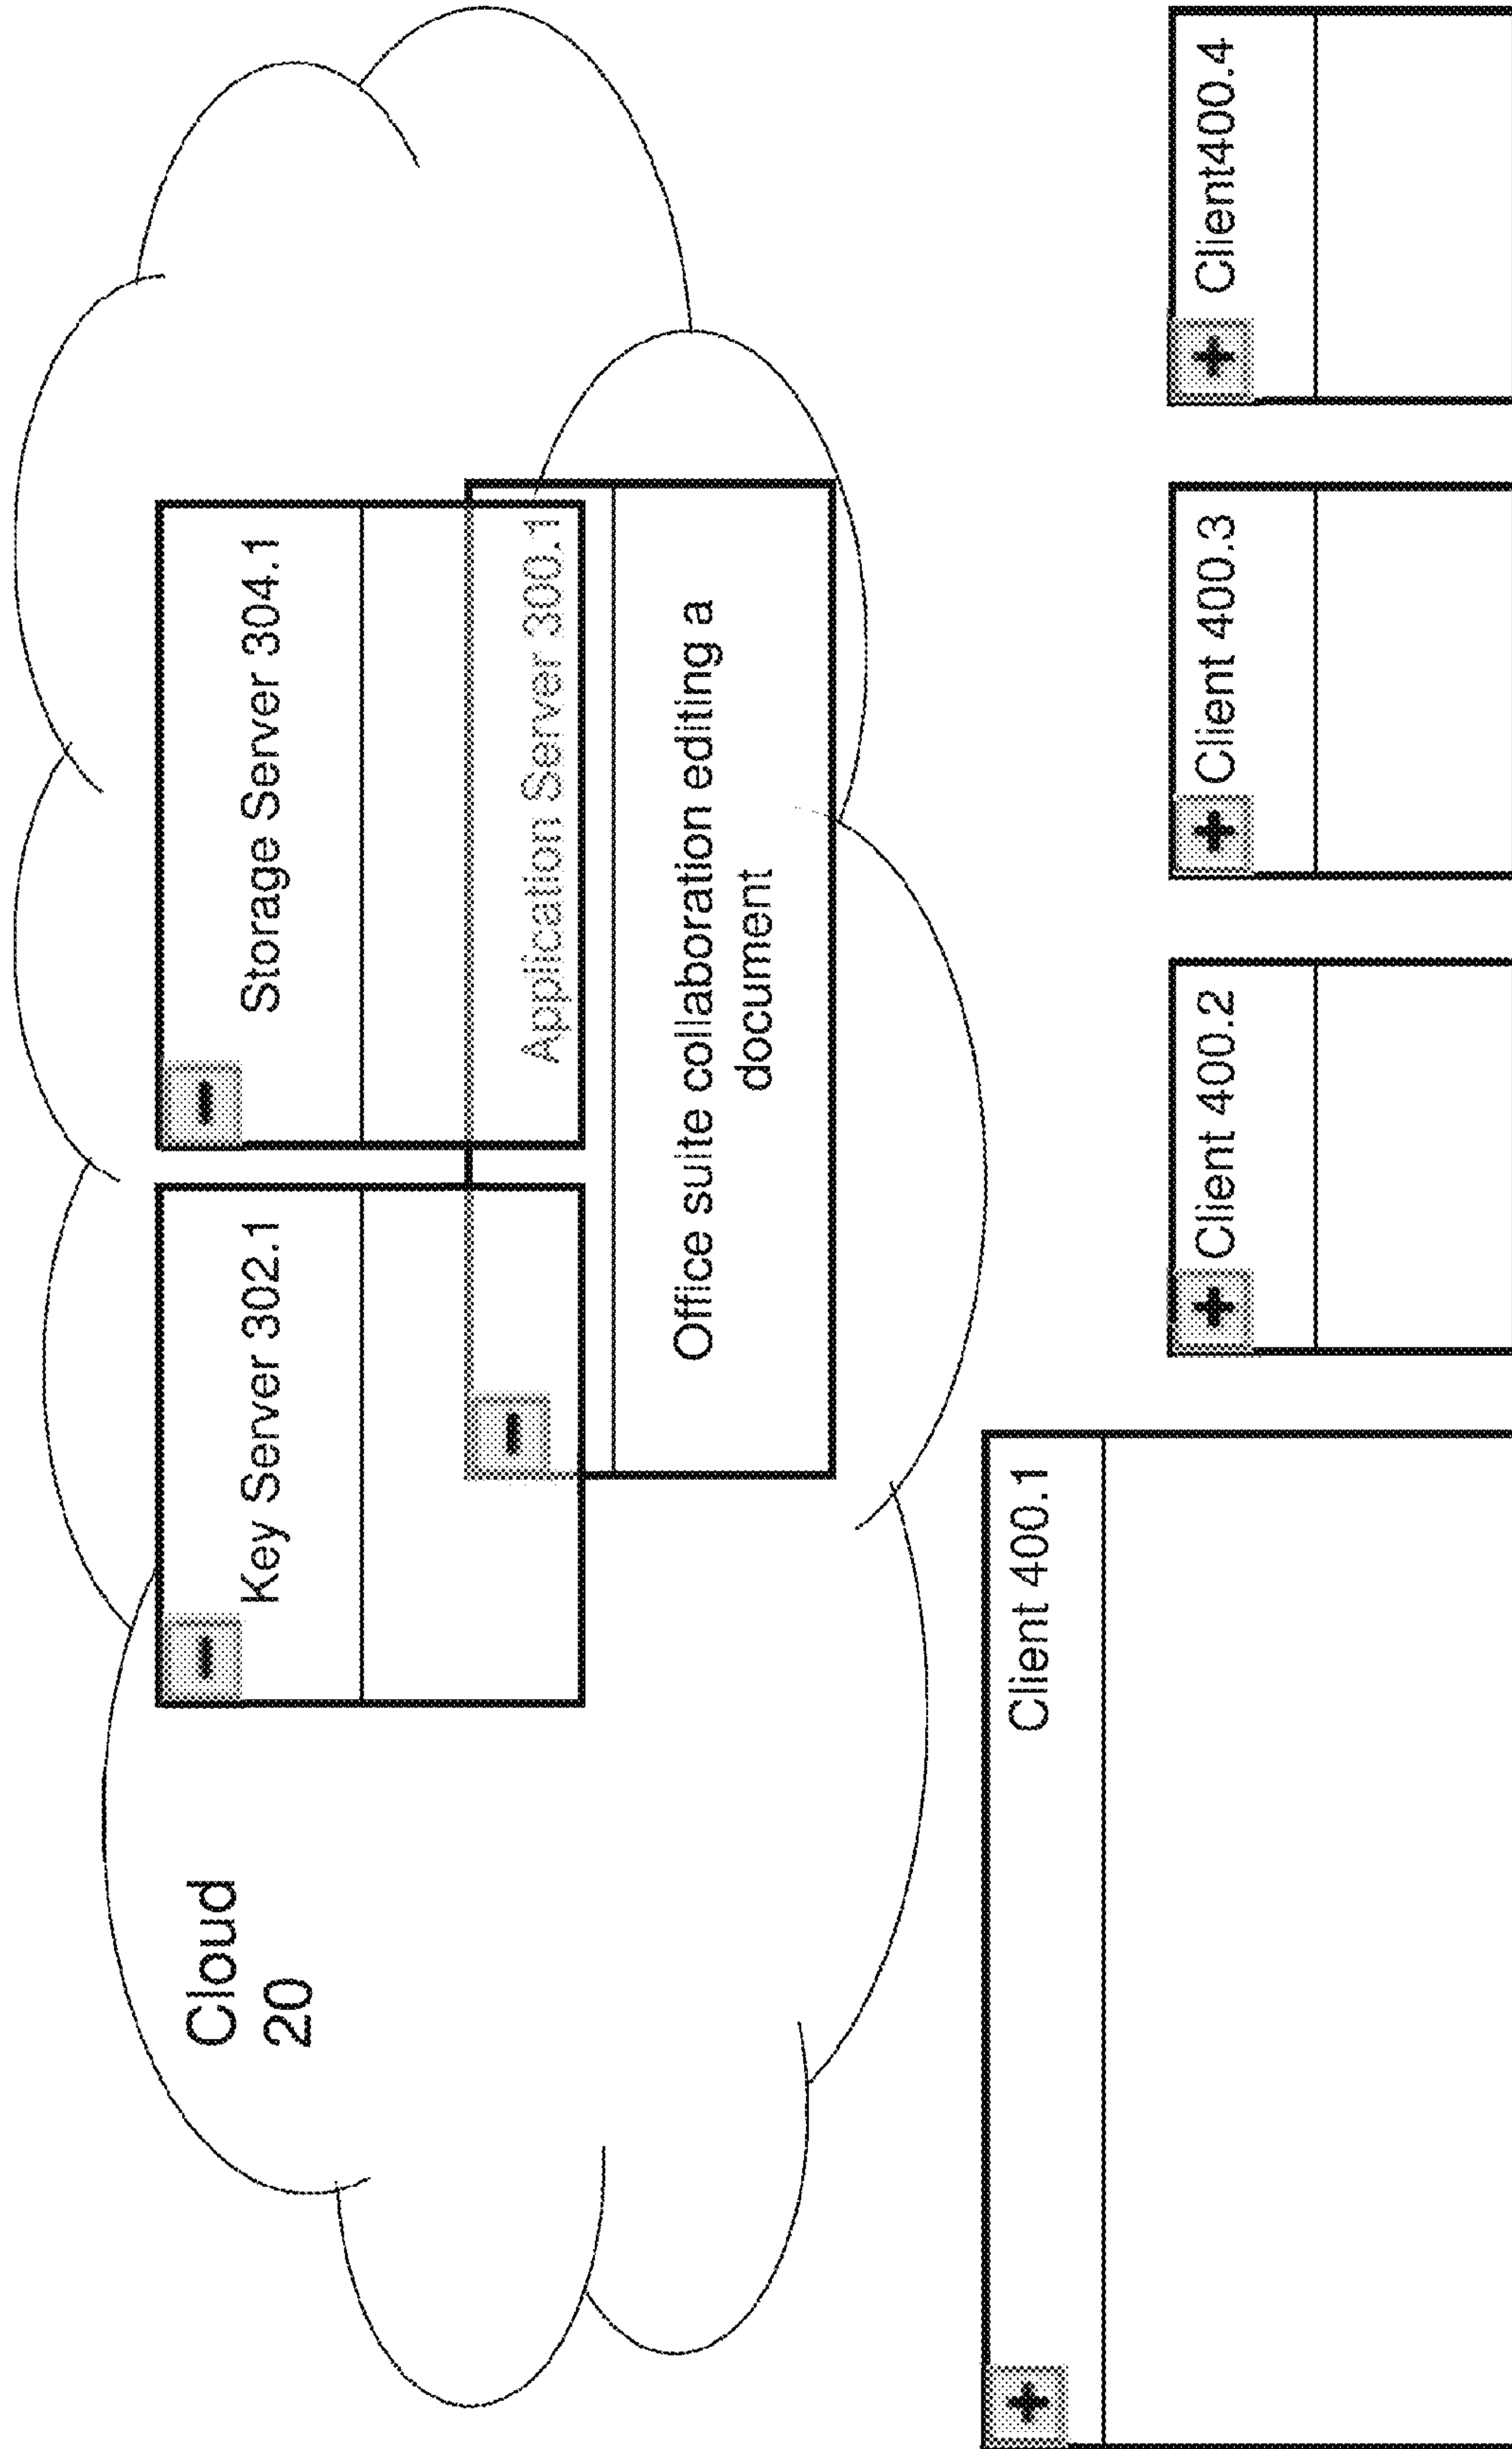 Cloud
20
− Key Server 302.1
− Storage Server 304.1
− Application Server 300.1
Office suite collaboration editing a
document
+ Client 400.1
+ Client 400.2
+ Client 400.3
+ Client400.4